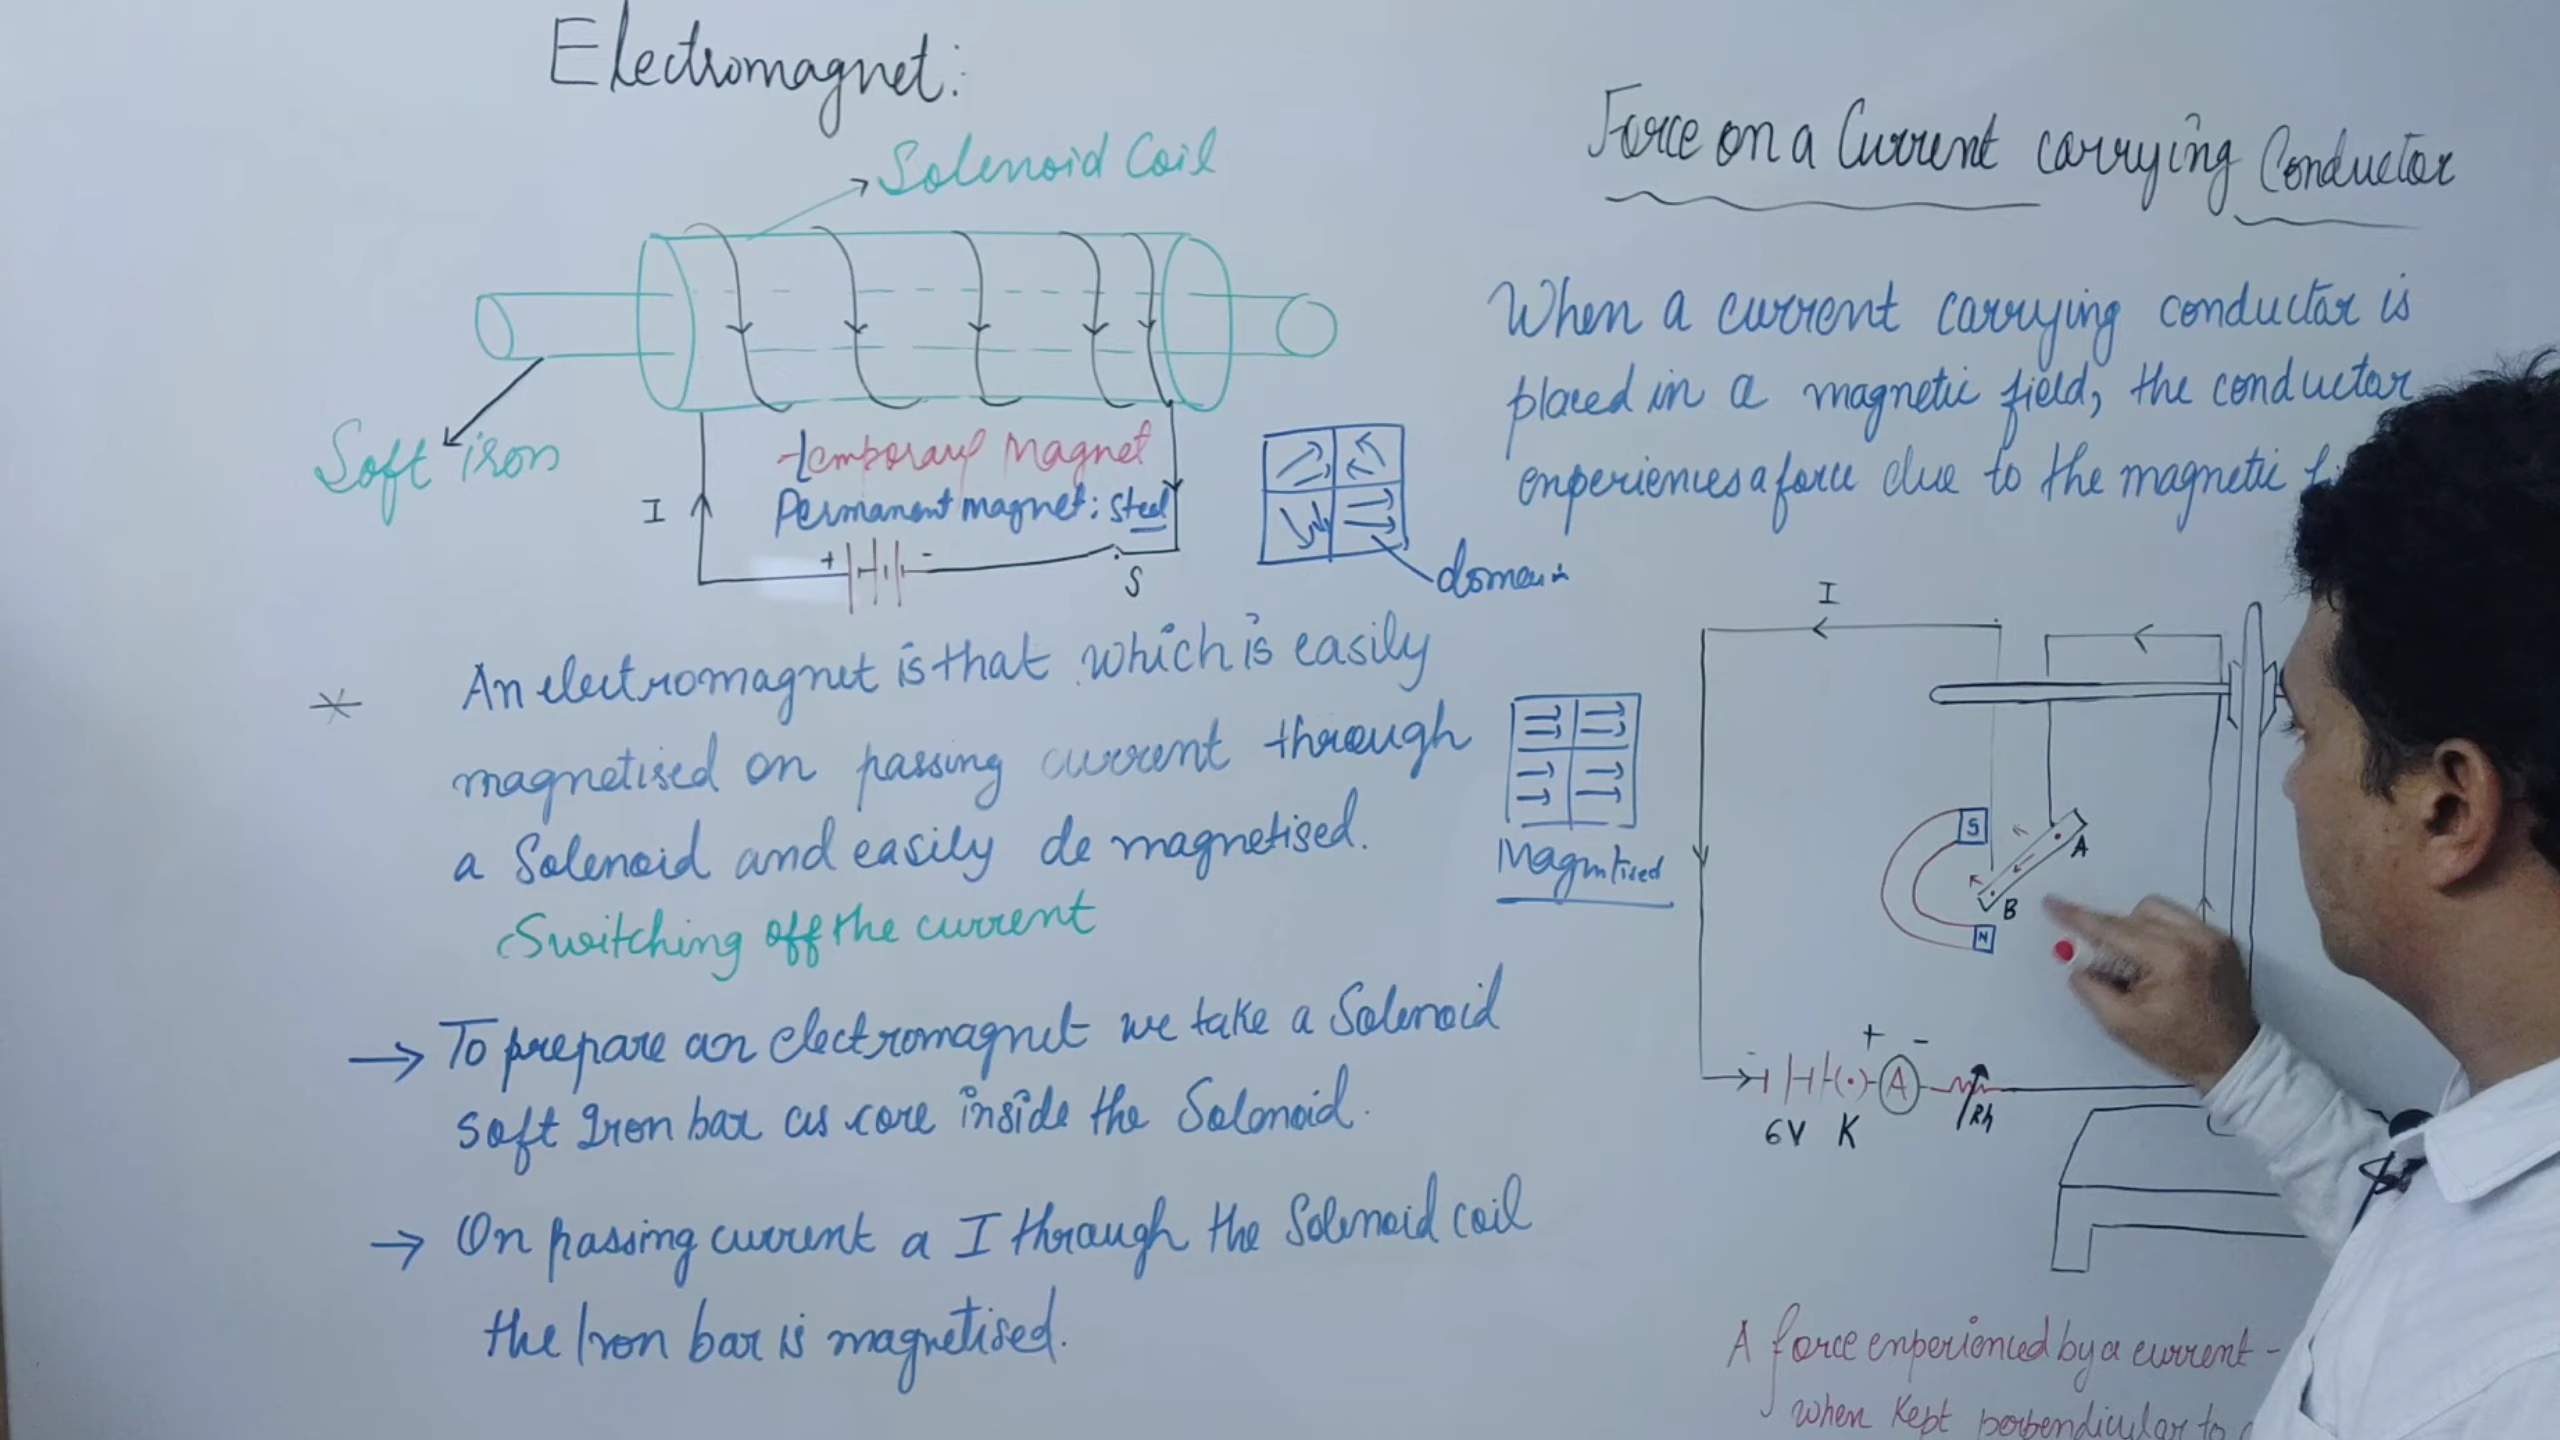 Electromagnet:
Solenoid Coil
Soft iron
temporary Magnet
Permanent magnet: Steel
I
+ -
S
domain
* An electromagnet is that which is easily
magnetised on passing current through
a Solenoid and easily de magnetised.
Switching off the current
Magnetised
→ To prepare an electromagnet we take a Solenoid
soft Iron bar as core inside the Solonoid.
→ On passing current a I through the Solenoid coil
the Iron bar is magnetised.
Force on a Current carrying Conductor
When a current carrying conductor is
placed in a magnetic field, the conductor
enperiences a force due to the magnetic
I
S
A
B
N
+ -
A
6V K Rh
A force enperienced by a current -
when Kept perpendicular to